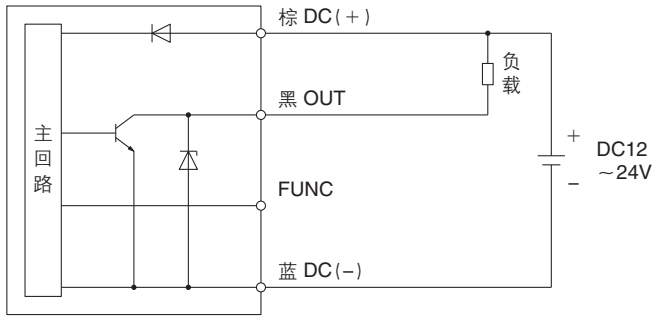 棕 DC(+)
负载
黑 OUT
主回路
+
DC12
～24V
−
FUNC
蓝 DC(−)